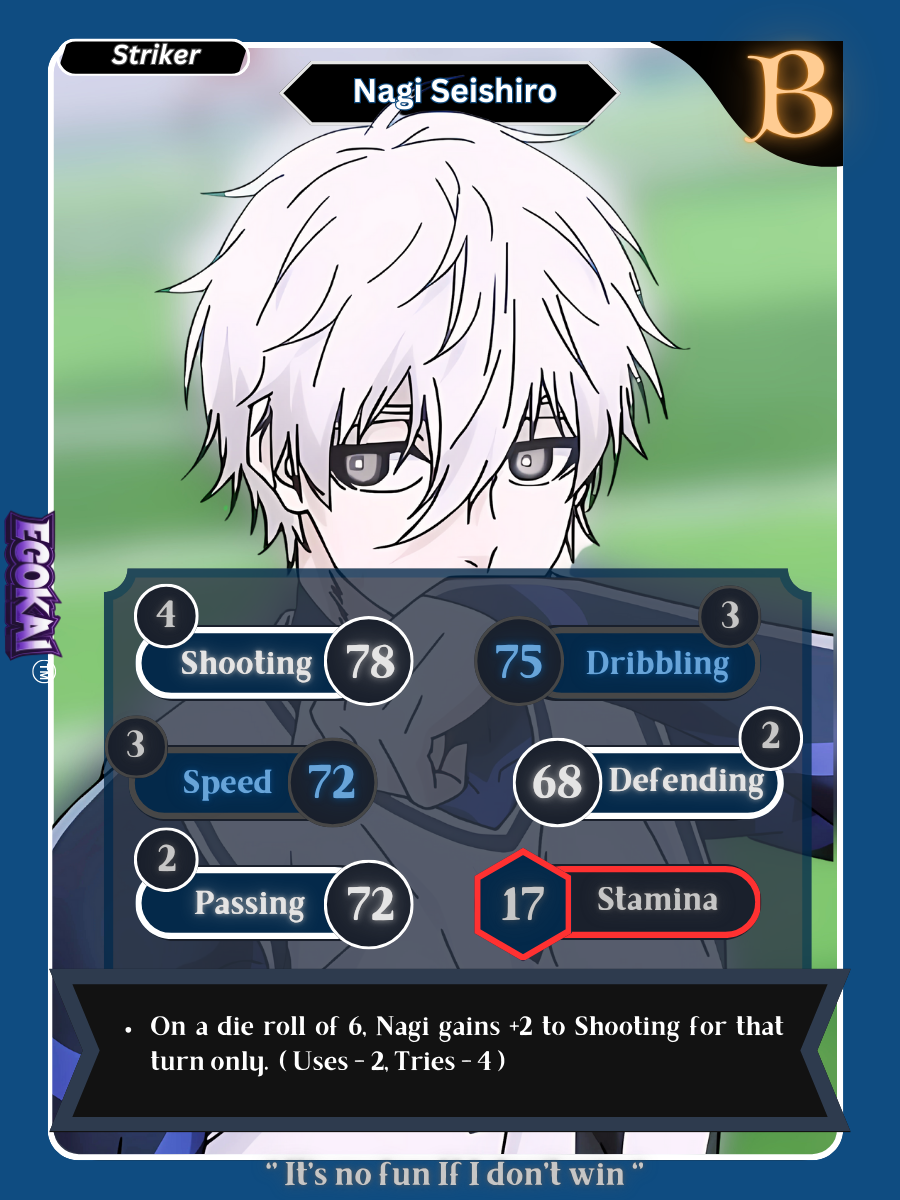 Striker
Nagi Seishiro
B
EGOKAI
TM
4
Shooting 78
3
75 Dribbling
3
Speed 72
2
68 Defending
2
Passing 72
17 Stamina
• On a die roll of 6, Nagi gains +2 to Shooting for that
turn only. ( Uses - 2, Tries - 4 )
“ It's no fun If I don't win “